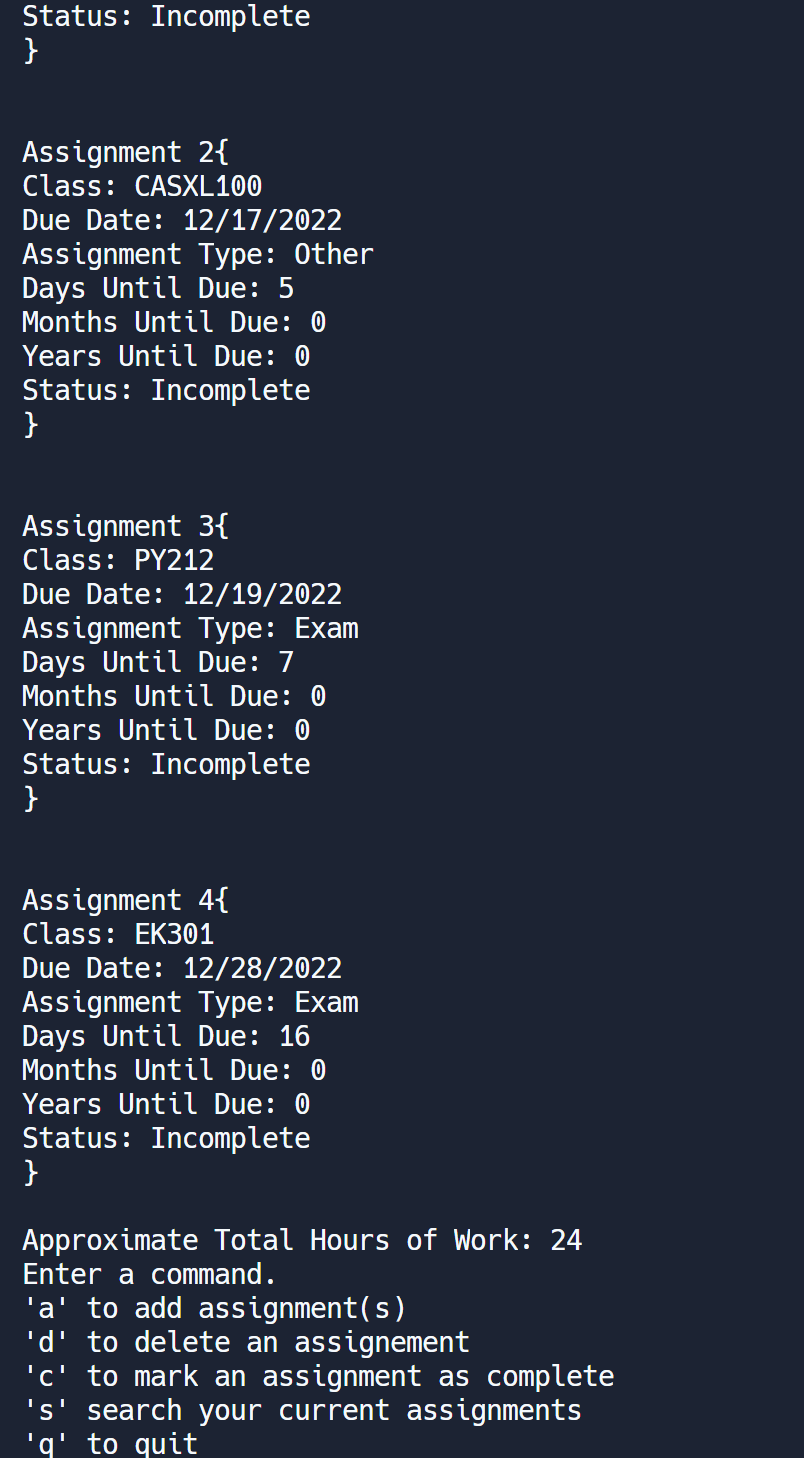 Status: Incomplete
}
Assignment 2{
Class: CASXL100
Due Date: 12/17/2022
Assignment Type: Other
Days Until Due: 5
Months Until Due: 0
Years Until Due: 0
Status: Incomplete
}
Assignment 3{
Class: PY212
Due Date: 12/19/2022
Assignment Type: Exam
Days Until Due: 7
Months Until Due: 0
Years Until Due: 0
Status: Incomplete
}
Assignment 4{
Class: EK301
Due Date: 12/28/2022
Assignment Type: Exam
Days Until Due: 16
Months Until Due: 0
Years Until Due: 0
Status: Incomplete
}
Approximate Total Hours of Work: 24
Enter a command.
'a' to add assignment(s)
'd' to delete an assignement
'c' to mark an assignment as complete
's' search your current assignments
'q' to quit